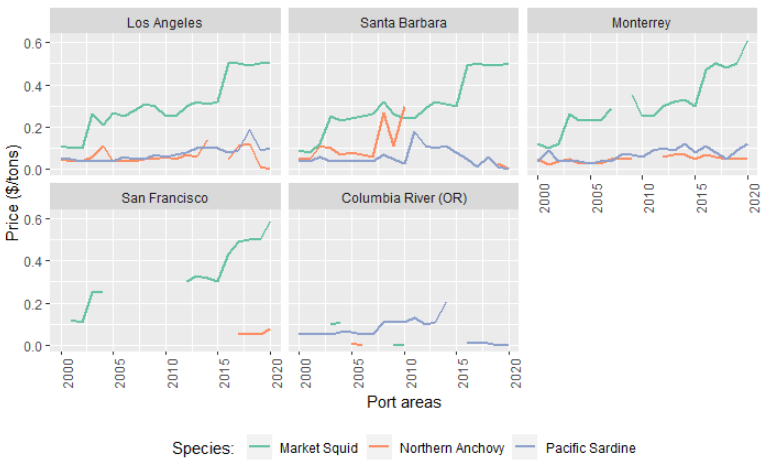 Los Angeles
Santa Barbara
Monterrey
0.6
0.4
0.2
0.0
2000
2005
2010
2015
2020
San Francisco
Columbia River (OR)
0.6
0.4
0.2
0.0
2000
2005
2010
2015
2020
2000
2005
2010
2015
2020
Price ($/tons)
Port areas
Species: Market Squid Northern Anchovy Pacific Sardine